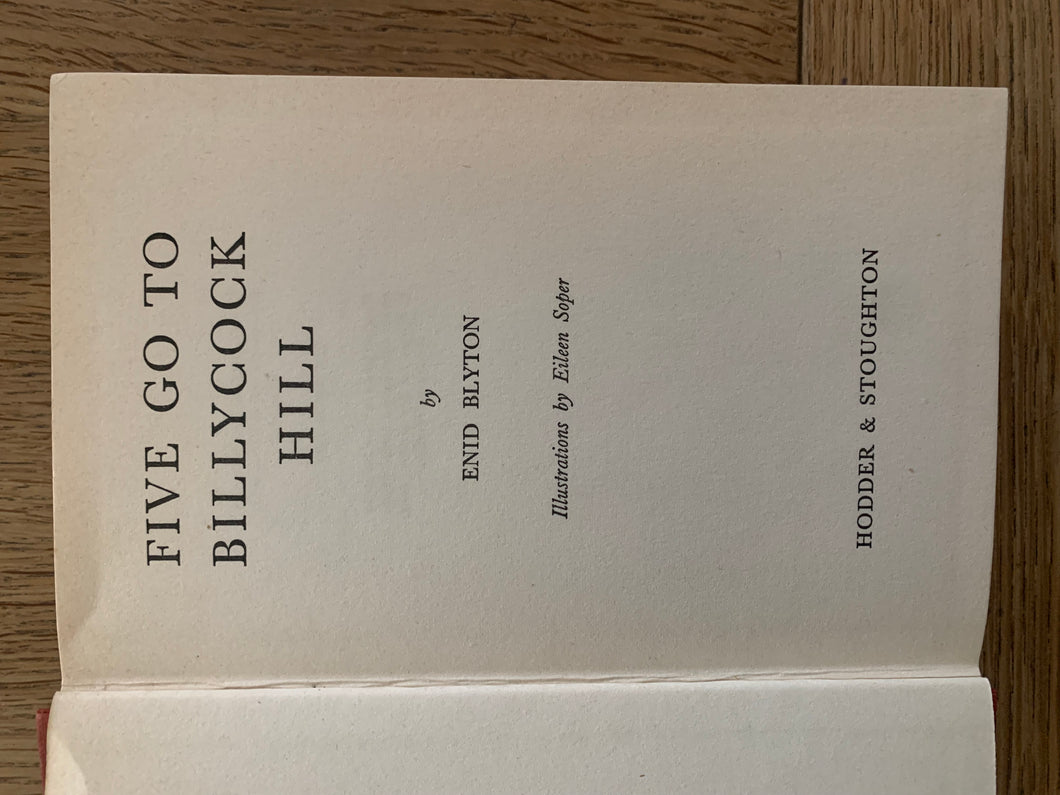 FIVE GO TO
BILLYCOCK
HILL
by
ENID BLYTON
Illustrations by Eileen Soper
HODDER & STOUGHTON